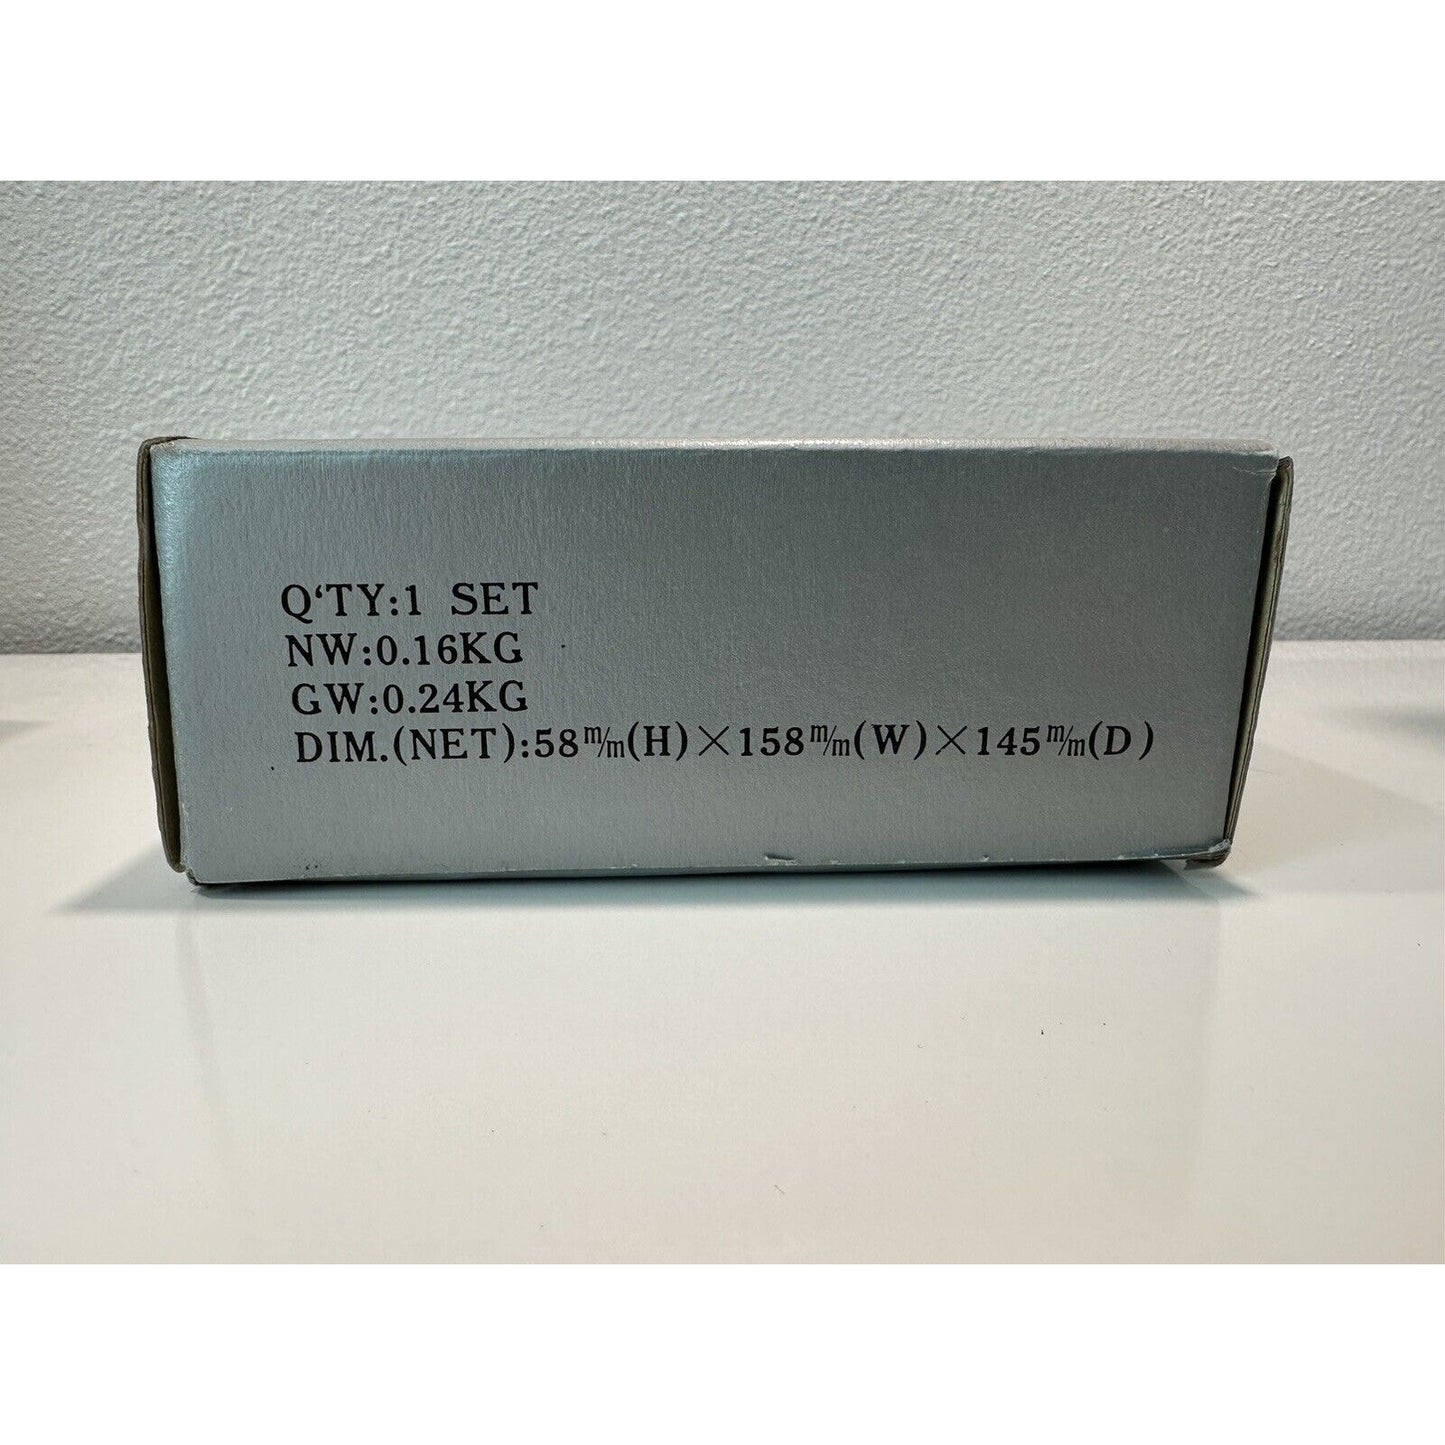 Q‘TY:1 SET
NW:0.16KG
GW:0.24KG
DIM.(NET):58m/m(H)×158m/m(W)×145m/m(D)